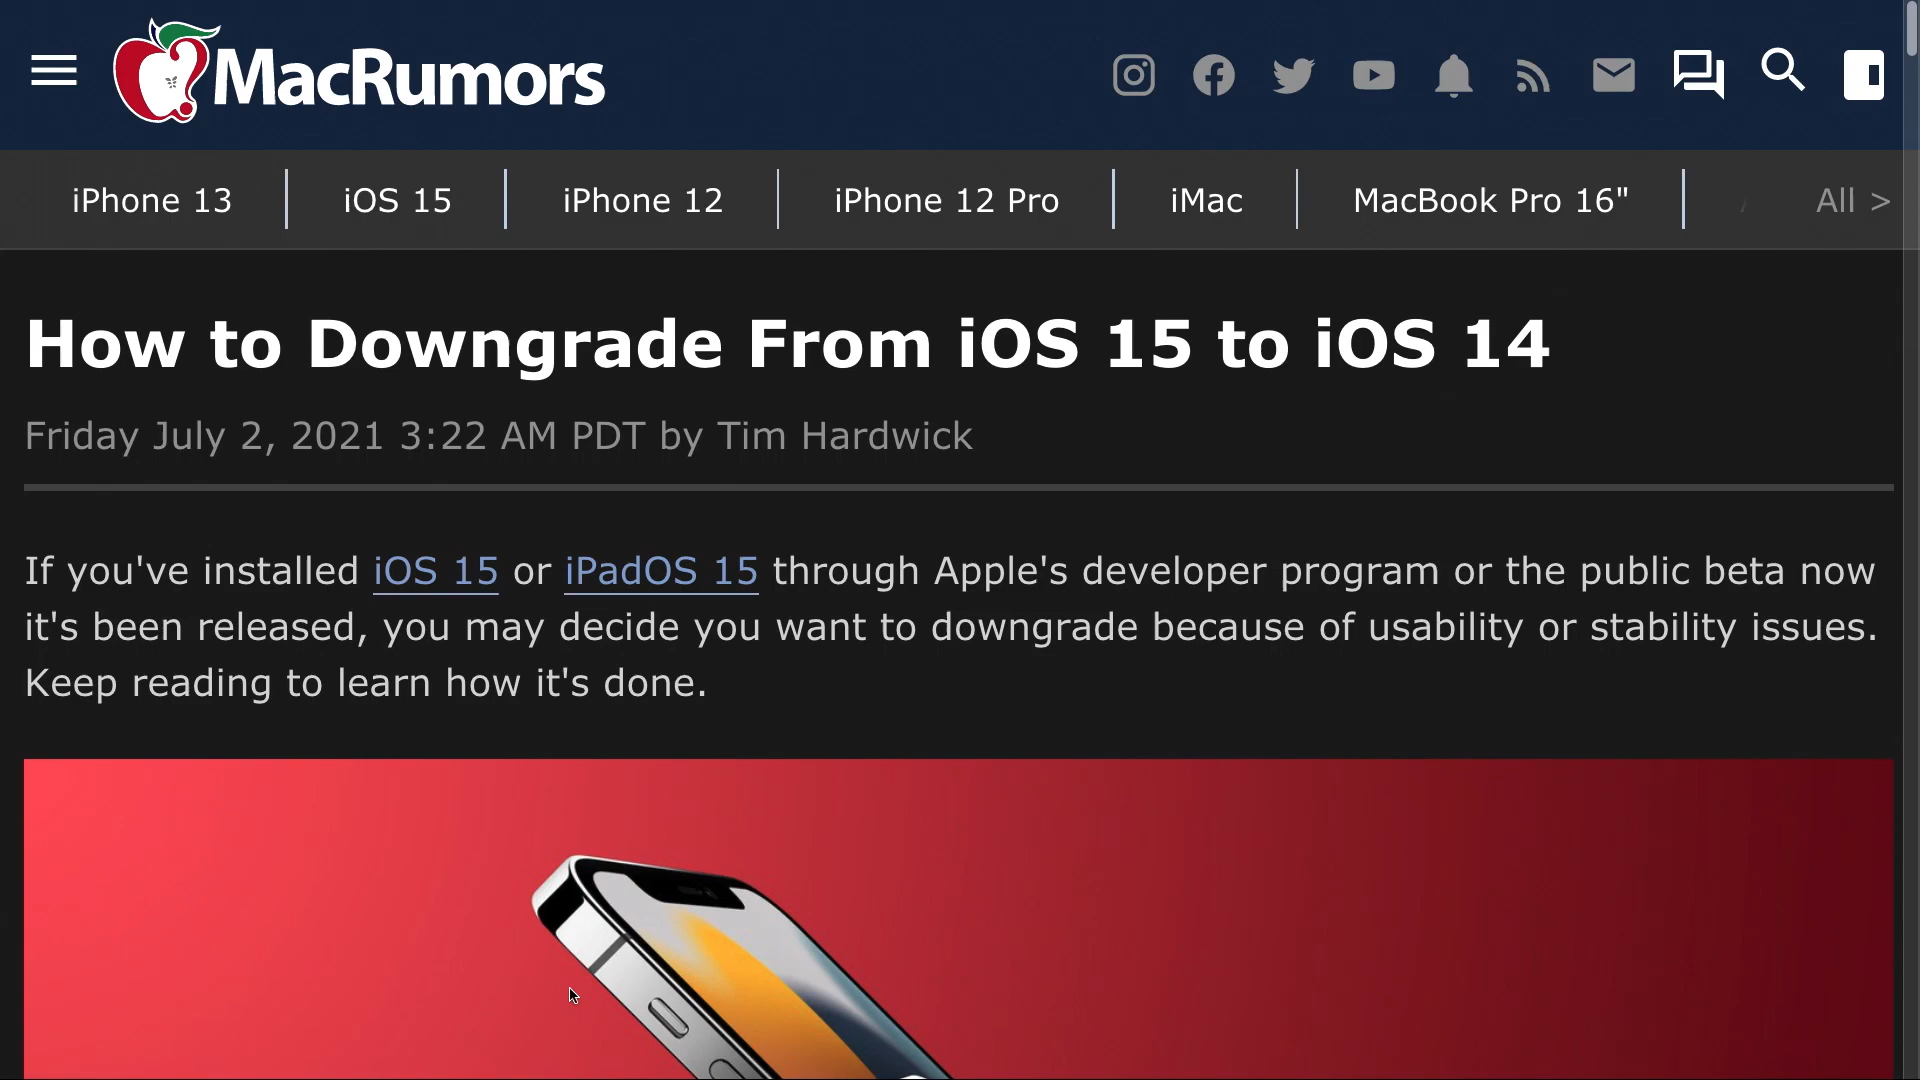 MacRumors
iPhone 13
iOS 15
iPhone 12
iPhone 12 Pro
iMac
MacBook Pro 16"
All >
How to Downgrade From iOS 15 to iOS 14
Friday July 2, 2021 3:22 AM PDT by Tim Hardwick
If you've installed iOS 15 or iPadOS 15 through Apple's developer program or the public beta now
it's been released, you may decide you want to downgrade because of usability or stability issues.
Keep reading to learn how it's done.